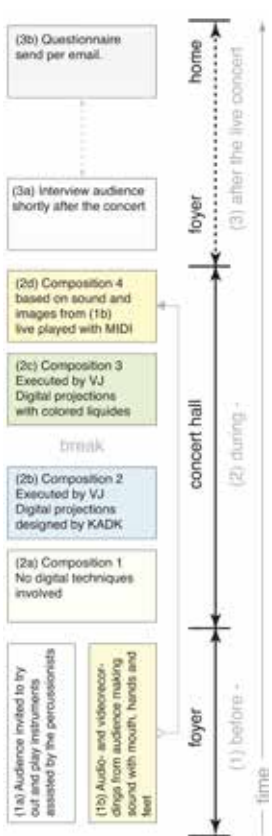 (3b) Questionnaire
send per email.
(3a) Interview audience
shortly after the concert
(2d) Composition 4
based on sound and
images from (1b)
live played with MIDI
(2c) Composition 3
Executed by VJ
Digital projections
with colored liquides
break
(2b) Composition 2
Executed by VJ
Digital projections
designed by KADK
(2a) Composition 1
No digital techniques
involved
(1a) Audience invited to try
out and play instruments
assisted by the percussionists
(1b) Audio- and videorecor-
dings from audience making
sound with mouth, hands and
feet
home
foyer
concert hall
foyer
(3) after the live concert
(2) during -
(1) before -
time